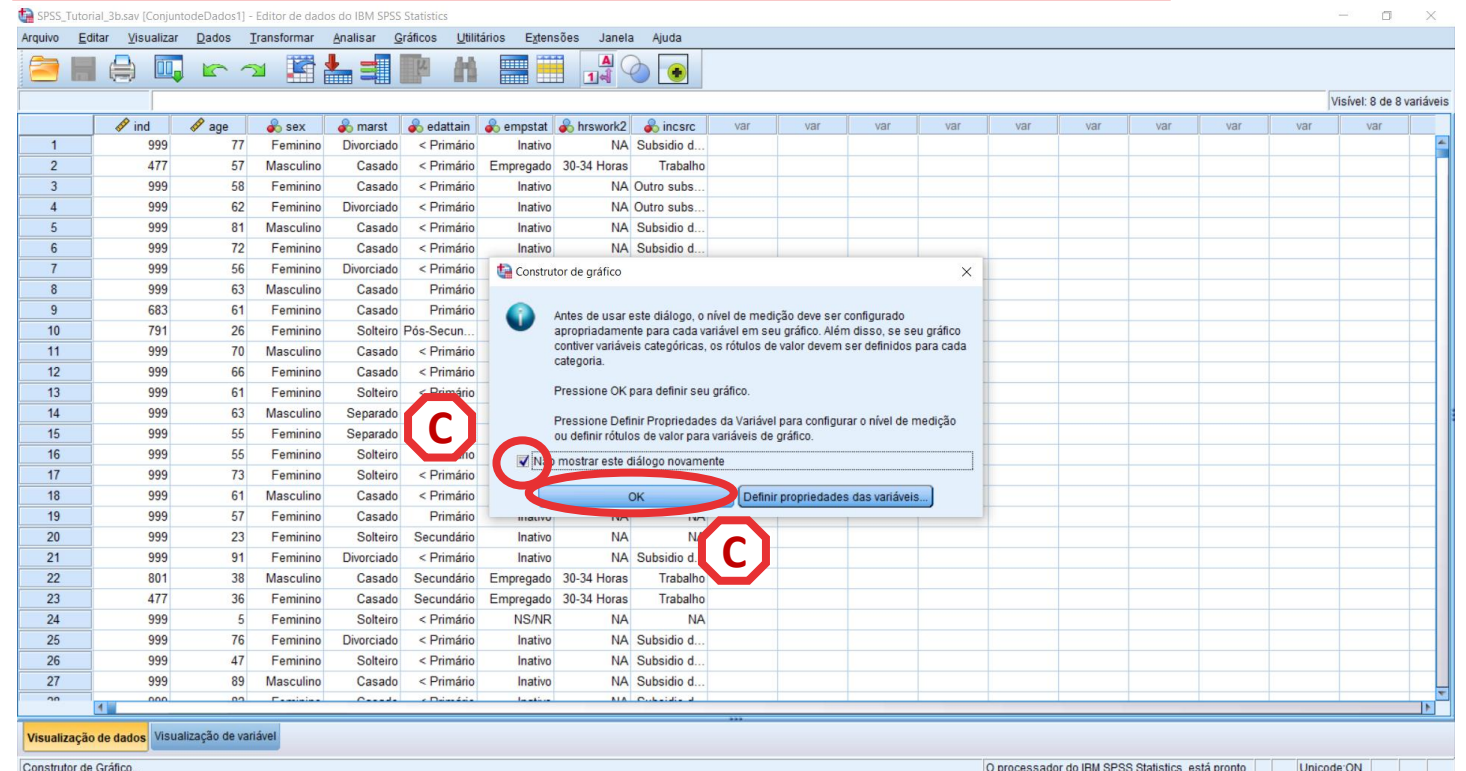 SPSS_Tutorial_3b.sav [ConjuntodeDados1] - Editor de dados do IBM SPSS Statistics
Arquivo Editar Visualizar Dados Transformar Analisar Gráficos Utilitários Extensões Janela Ajuda
Visível: 8 de 8 variáveis
ind age sex marst edattain empstat hrswork2 incsrc var var var var var var var var var var
1 999 77 Feminino Divorciado < Primário Inativo NA Subsidio d...
2 477 57 Masculino Casado < Primário Empregado 30-34 Horas Trabalho
3 999 58 Feminino Casado < Primário Inativo NA Outro subs...
4 999 62 Feminino Divorciado < Primário Inativo NA Outro subs...
5 999 81 Masculino Casado < Primário Inativo NA Subsidio d...
6 999 72 Feminino Casado < Primário Inativo NA Subsidio d...
7 999 56 Feminino Divorciado < Primário
8 999 63 Masculino Casado Primário
9 683 61 Feminino Casado Primário
10 791 26 Feminino Solteiro Pós-Secun...
11 999 70 Masculino Casado < Primário
12 999 66 Feminino Casado < Primário
13 999 61 Feminino Solteiro < Primário
14 999 63 Masculino Separado
15 999 55 Feminino Separado
16 999 55 Feminino Solteiro
17 999 73 Feminino Solteiro < Primário
18 999 61 Masculino Casado < Primário
19 999 57 Feminino Casado Primário Inativo NA NA
20 999 23 Feminino Solteiro Secundário Inativo NA
21 999 91 Feminino Divorciado < Primário Inativo NA Subsidio d
22 801 38 Masculino Casado Secundário Empregado 30-34 Horas Trabalho
23 477 36 Feminino Casado Secundário Empregado 30-34 Horas Trabalho
24 999 5 Feminino Solteiro < Primário NS/NR NA NA
25 999 76 Feminino Divorciado < Primário Inativo NA Subsidio d...
26 999 47 Feminino Solteiro < Primário Inativo NA Subsidio d...
27 999 89 Masculino Casado < Primário Inativo NA Subsidio d...
Construtor de gráfico
Antes de usar este diálogo, o nível de medição deve ser configurado
apropriadamente para cada variável em seu gráfico. Além disso, se seu gráfico
contiver variáveis categóricas, os rótulos de valor devem ser definidos para cada
categoria.
Pressione OK para definir seu gráfico.
Pressione Definir Propriedades da Variável para configurar o nível de medição
ou definir rótulos de valor para variáveis de gráfico.
Não mostrar este diálogo novamente
OK Definir propriedades das variáveis...
C
C
Visualização de dados Visualização de variável
Construtor de Gráfico O processador do IBM SPSS Statistics está pronto Unicode:ON